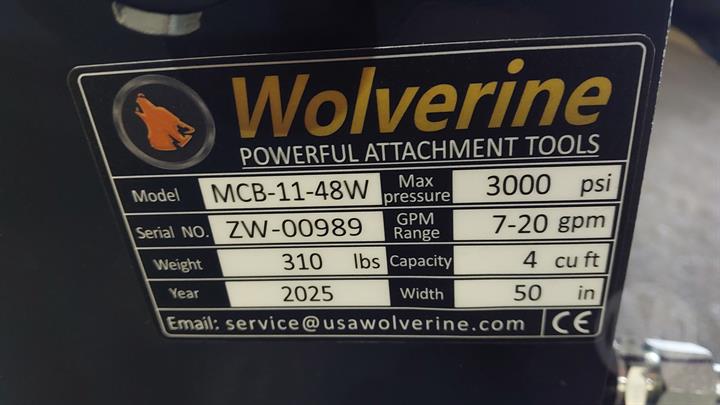 Wolverine
POWERFUL ATTACHMENT TOOLS
Model MCB-11-48W Max pressure 3000 psi
Serial NO. ZW-00989 GPM Range 7-20 gpm
Weight 310 lbs Capacity 4 cu ft
Year 2025 Width 50 in
Email: service@usawolverine.com CE